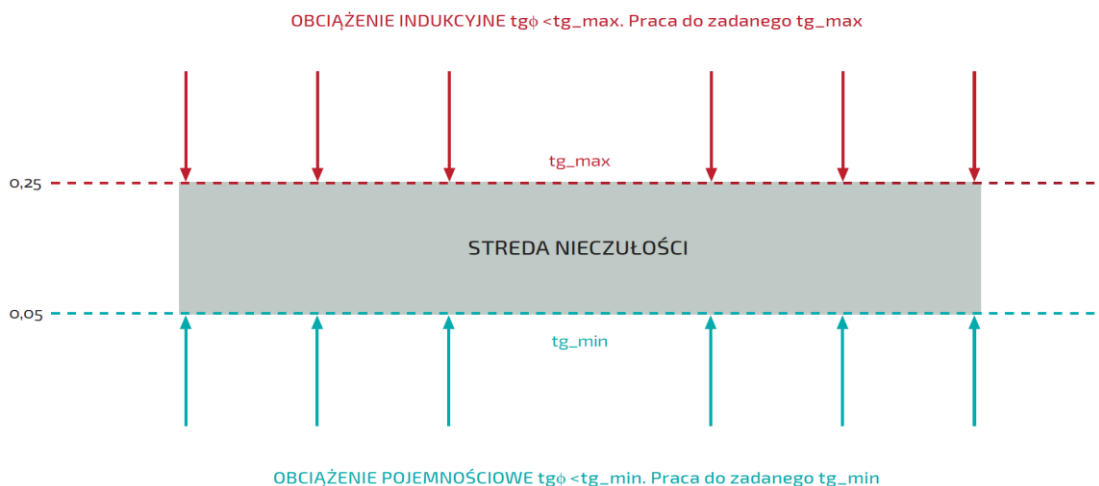 OBCIĄŻENIE INDUKCYJNE tgϕ <tg_max. Praca do zadanego tg_max
tg_max
0,25
STREDA NIECZUŁOŚCI
0,05
tg_min
OBCIĄŻENIE POJEMNOŚCIOWE tgϕ <tg_min. Praca do zadanego tg_min